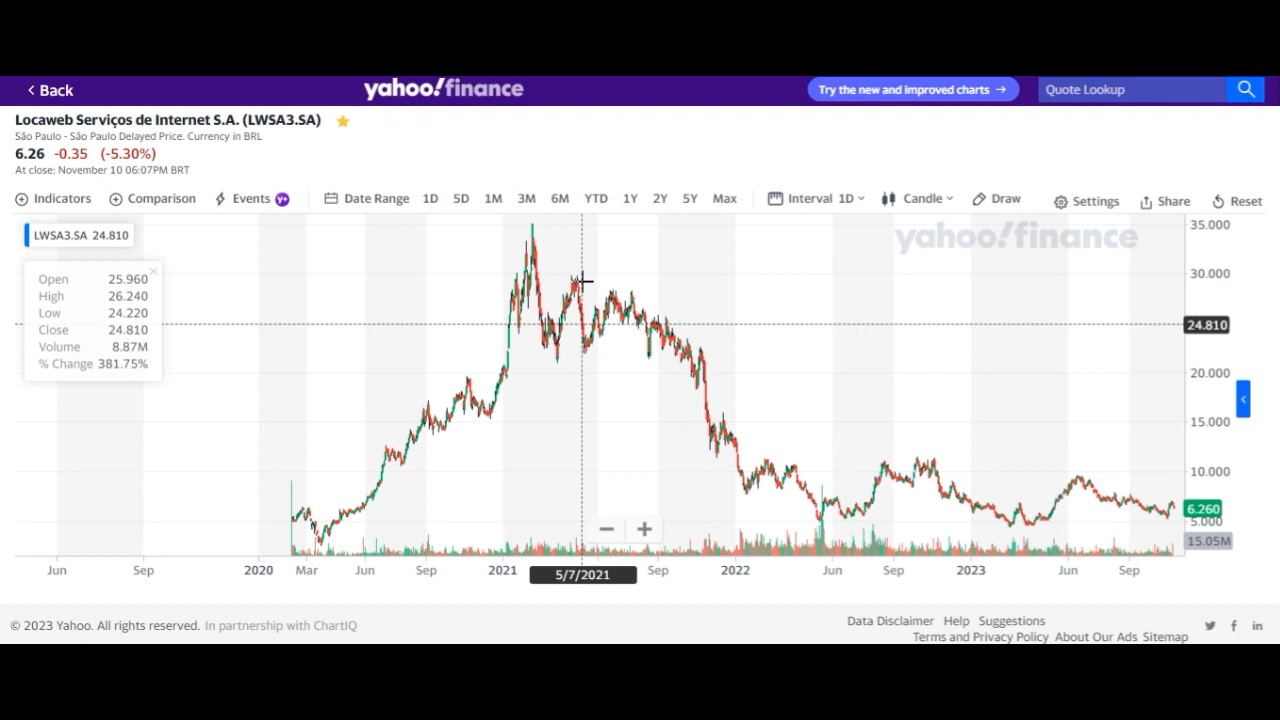 Back
yahoo!finance
Try the new and improved charts →
Quote Lookup
Locaweb Serviços de Internet S.A. (LWSA3.SA)
São Paulo - São Paulo Delayed Price. Currency in BRL
6.26 -0.35 (-5.30%)
At close: November 10 06:07PM BRT
Indicators Comparison Events Y+ Date Range 1D 5D 1M 3M 6M YTD 1Y 2Y 5Y Max Interval 1D Candle Draw Settings Share Reset
LWSA3.SA 24.810
yahoo!finance
Open 25.960
High 26.240
Low 24.220
Close 24.810
Volume 8.87M
% Change 381.75%
35.000
30.000
24.810
20.000
15.000
10.000
6.260
5.000
15.05M
Jun Sep 2020 Mar Jun Sep 2021 5/7/2021 Sep 2022 Jun Sep 2023 Jun Sep
© 2023 Yahoo. All rights reserved. In partnership with ChartIQ
Data Disclaimer Help Suggestions
Terms and Privacy Policy About Our Ads Sitemap